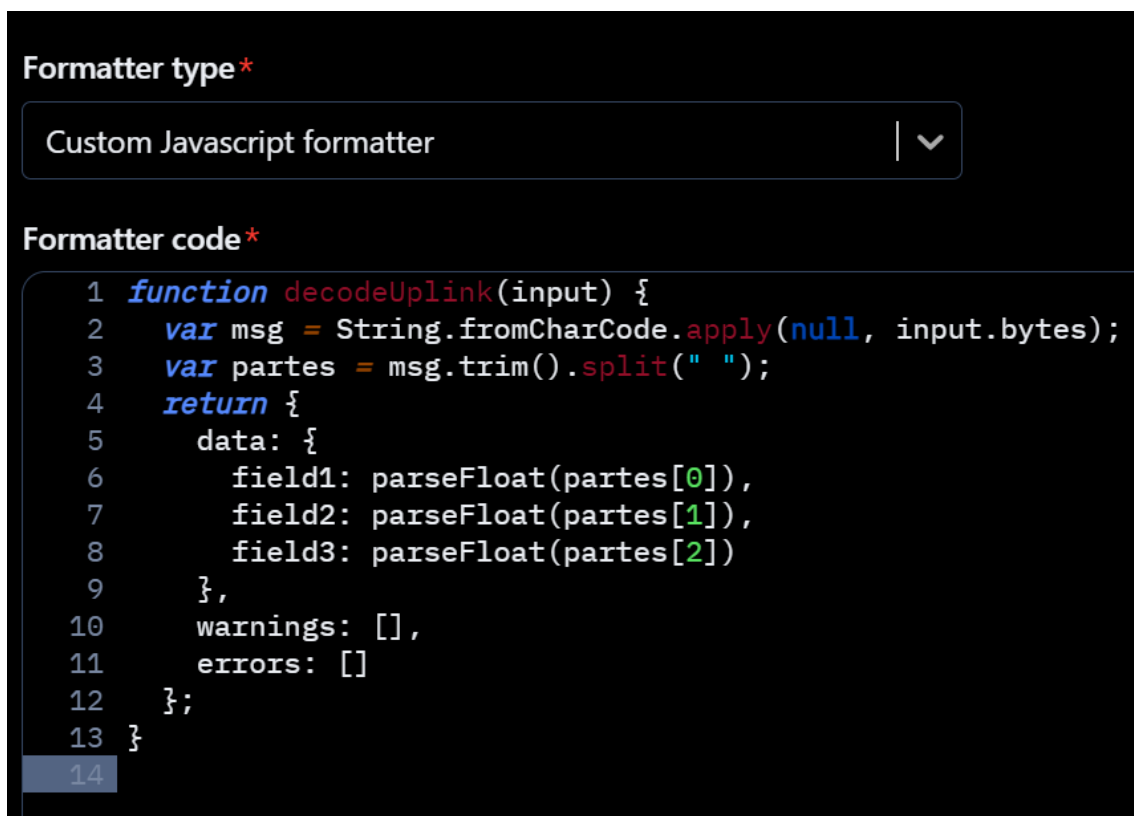 Formatter type*
Custom Javascript formatter
Formatter code*
1 function decodeUplink(input) {
2   var msg = String.fromCharCode.apply(null, input.bytes);
3   var partes = msg.trim().split(" ");
4   return {
5     data: {
6       field1: parseFloat(partes[0]),
7       field2: parseFloat(partes[1]),
8       field3: parseFloat(partes[2])
9     },
10     warnings: [],
11     errors: []
12   };
13 }
14